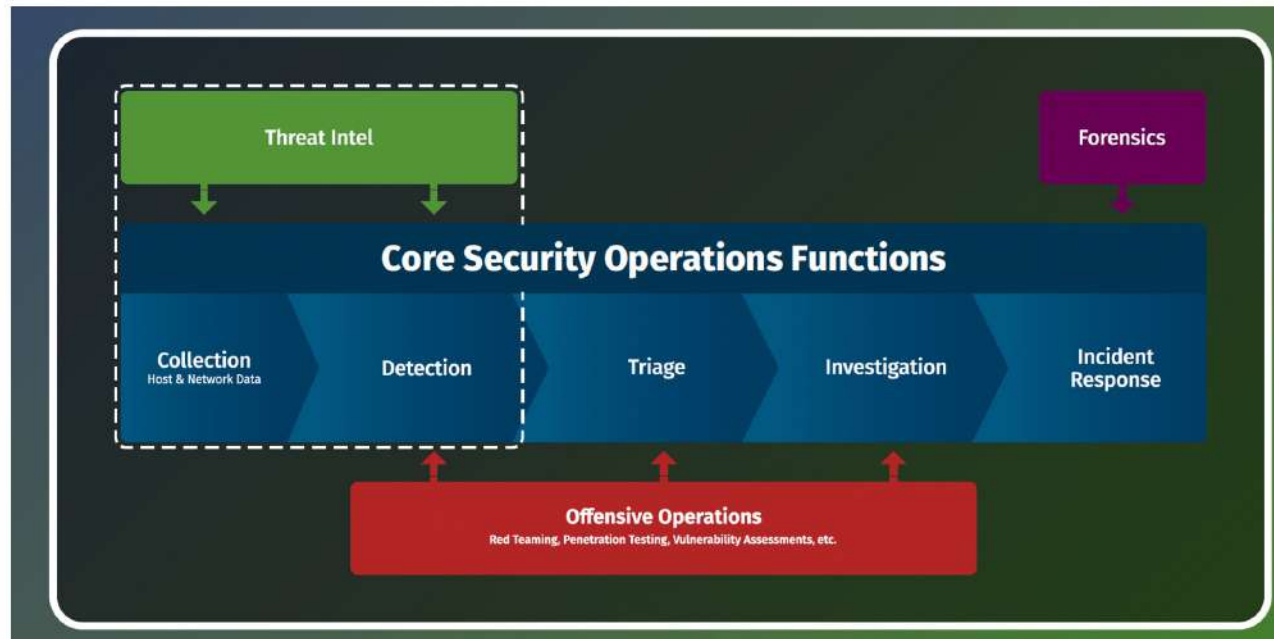 Threat Intel
Forensics
Core Security Operations Functions
Collection
Host & Network Data
Detection
Triage
Investigation
Incident
Response
Offensive Operations
Red Teaming, Penetration Testing, Vulnerability Assessments, etc.